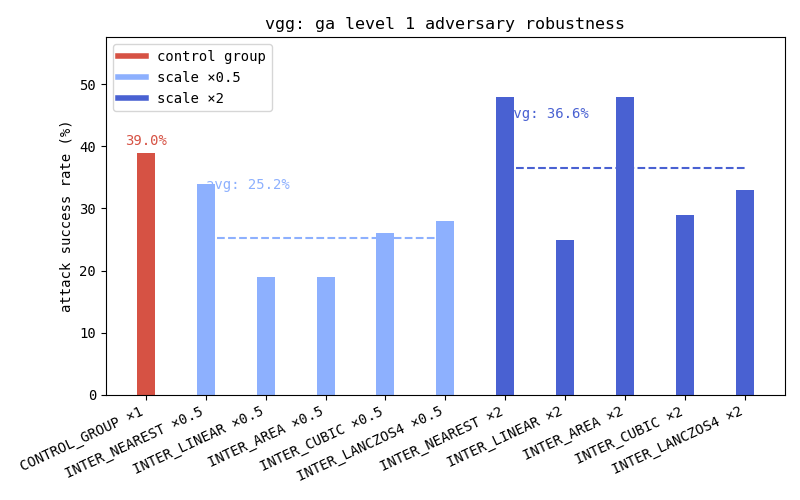 vgg: ga level 1 adversary robustness
control group
scale ×0.5
scale ×2
attack success rate (%)
50
40
30
20
10
0
39.0%
avg: 25.2%
avg: 36.6%
CONTROL_GROUP ×1
INTER_NEAREST ×0.5
INTER_LINEAR ×0.5
INTER_AREA ×0.5
INTER_CUBIC ×0.5
INTER_LANCZOS4 ×0.5
INTER_NEAREST ×2
INTER_LINEAR ×2
INTER_AREA ×2
INTER_CUBIC ×2
INTER_LANCZOS4 ×2